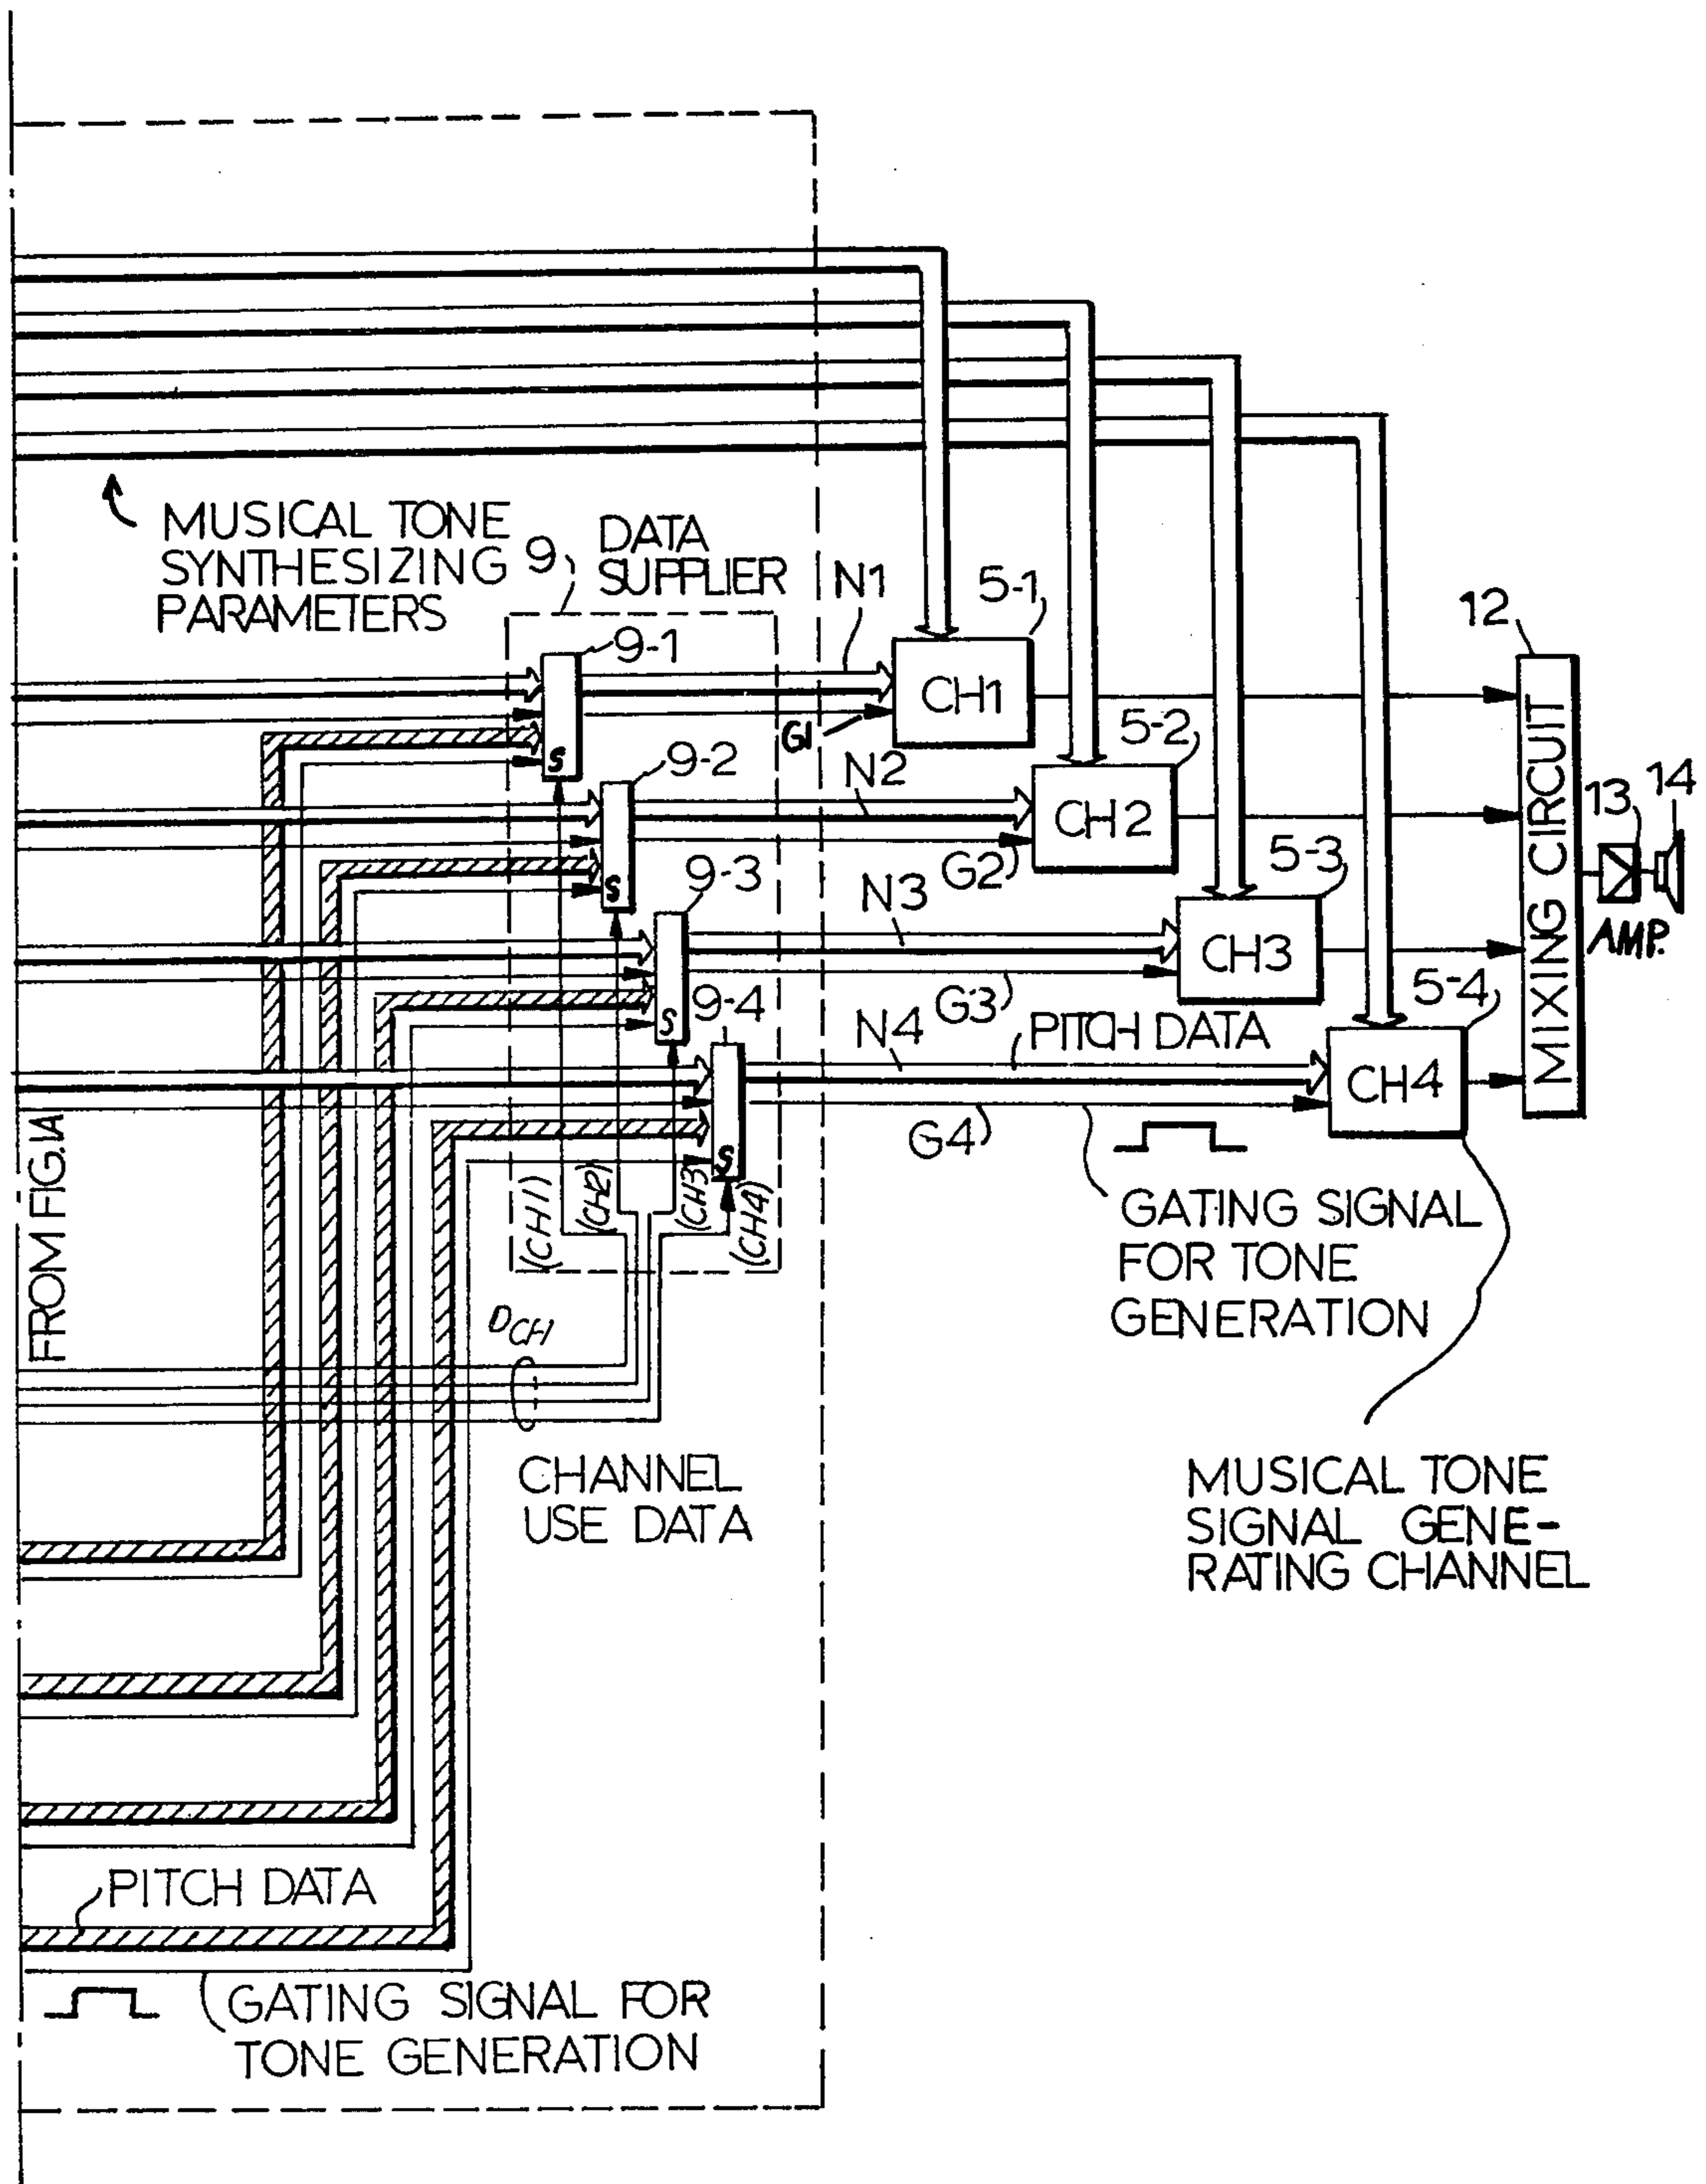 MUSICAL TONE
SYNTHESIZING
PARAMETERS
9
DATA
SUPPLIER
N1
5-1
12
9-1
CH1
S
G1
5-2
9-2
N2
CH2
13
14
S
G2
5-3
9-3
N3
CH3
AMP.
MIXING CIRCUIT
G3
5-4
9-4
S
N4
PITCH DATA
CH4
G4
S
FROM FIG.1A
(CH1)
(CH2)
(CH3)
(CH4)
GATING SIGNAL
FOR TONE
GENERATION
DCH
CHANNEL
USE DATA
MUSICAL TONE
SIGNAL GENE-
RATING CHANNEL
PITCH DATA
GATING SIGNAL FOR
TONE GENERATION